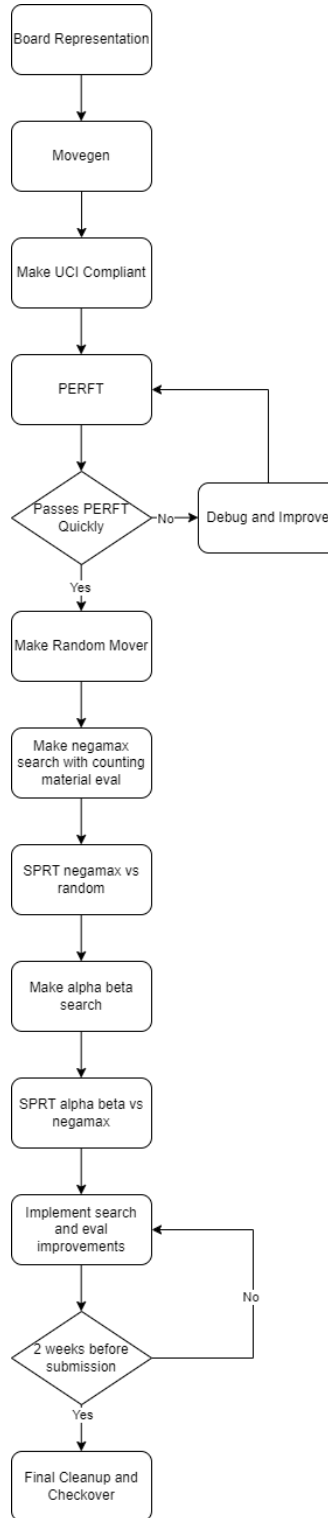 Board Representation
Movegen
Make UCI Compliant
PERFT
Passes PERFT
Quickly
No
Debug and Improve
Yes
Make Random Mover
Make negamax
search with counting
material eval
SPRT negamax vs
random
Make alpha beta
search
SPRT alpha beta vs
negamax
Implement search
and eval
improvements
No
2 weeks before
submission
Yes
Final Cleanup and
Checkover